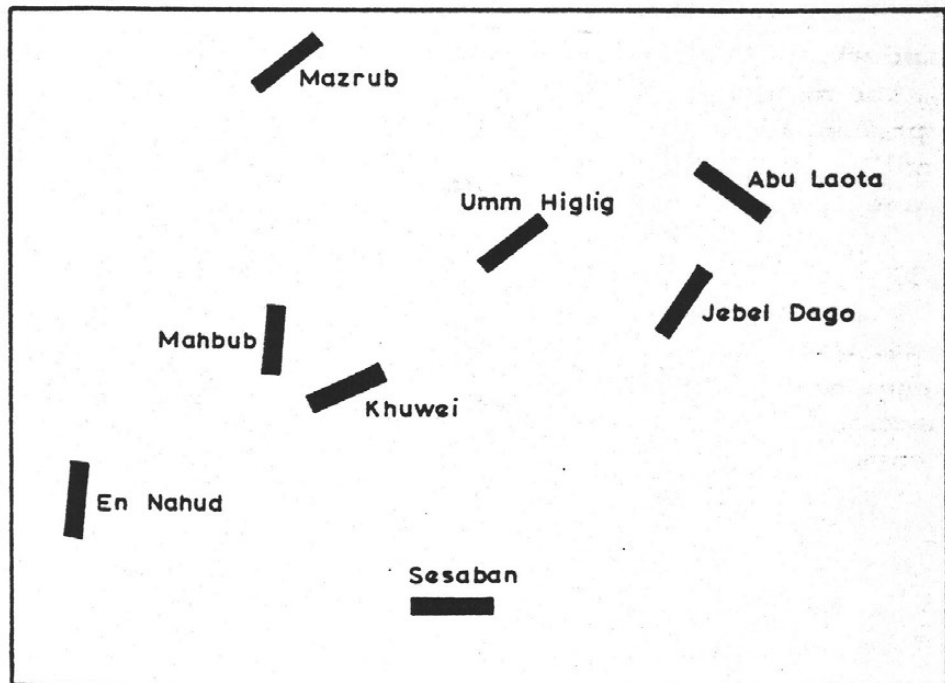 Mazrub
Abu Laota
Umm Higlig
Jebel Dago
Mahbub
Khuwei
En Nahud
Sesaban